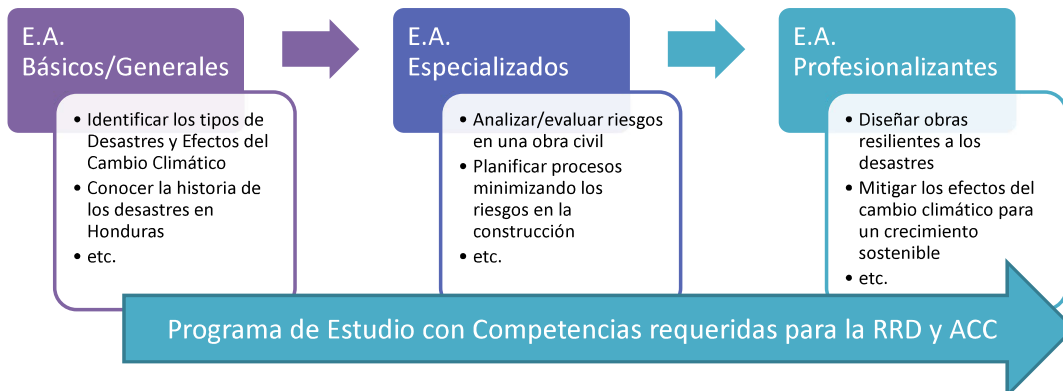 E.A.
Básicos/Generales
• Identificar los tipos de
Desastres y Efectos del
Cambio Climático
• Conocer la historia de
los desastres en
Honduras
• etc.
E.A.
Especializados
• Analizar/evaluar riesgos
en una obra civil
• Planificar procesos
minimizando los
riesgos en la
construcción
• etc.
E.A.
Profesionalizantes
• Diseñar obras
resilientes a los
desastres
• Mitigar los efectos del
cambio climático para
un crecimiento
sostenible
• etc.
Programa de Estudio con Competencias requeridas para la RRD y ACC